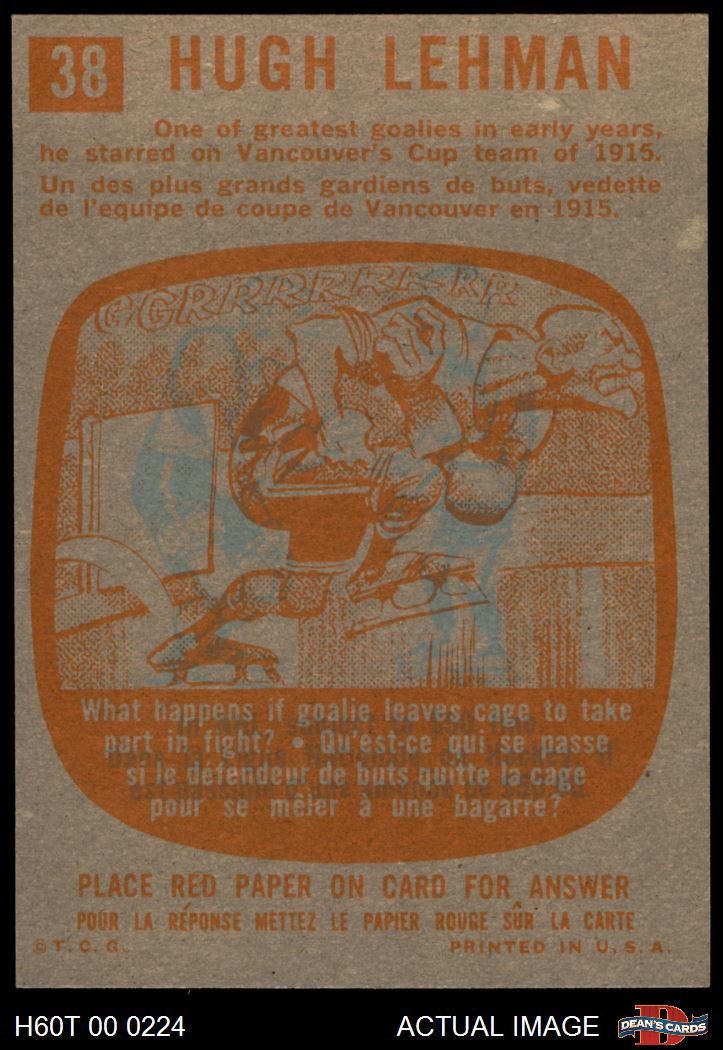 38 HUGH LEHMAN
One of greatest goalies in early years,
he starred on Vancouver's Cup team of 1915.
Un des plus grands gardiens de buts, vedette
de l'equipe de coupe de Vancouver en 1915.
GGRRRRRRR-RR
What happens if goalie leaves cage to take
part in fight? • Qu'est-ce qui se passe
si le défendeur de buts quitte la cage
pour se mêler à une bagarre?
PLACE RED PAPER ON CARD FOR ANSWER
POUR LA RÉPONSE METTEZ LE PAPIER ROUGE SÛR LA CARTE
© T. C. G. PRINTED IN U. S. A.
H60T 00 0224 ACTUAL IMAGE DEAN'S CARDS